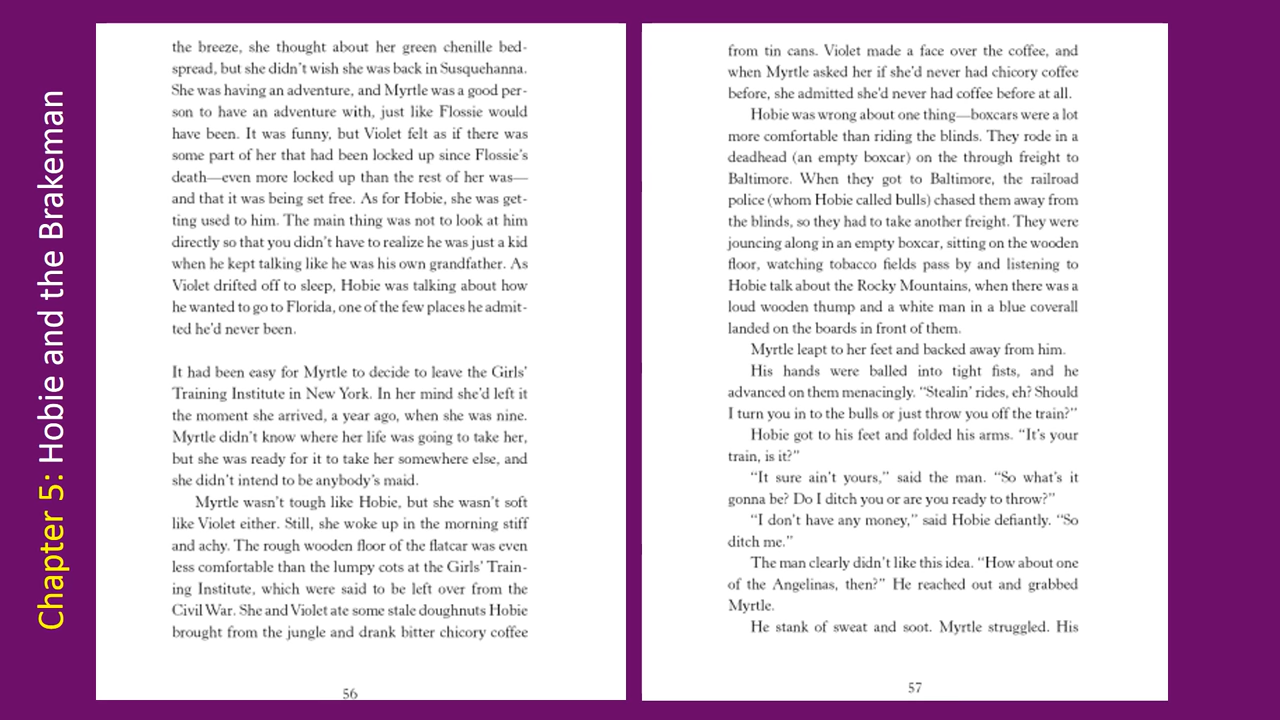 Chapter 5: Hobie and the Brakeman
the breeze, she thought about her green chenille bed-
spread, but she didn't wish she was back in Susquehanna.
She was having an adventure, and Myrtle was a good per-
son to have an adventure with, just like Flossie would
have been. It was funny, but Violet felt as if there was
some part of her that had been locked up since Flossie's
death—even more locked up than the rest of her was—
and that it was being set free. As for Hobie, she was get-
ting used to him. The main thing was not to look at him
directly so that you didn't have to realize he was just a kid
when he kept talking like he was his own grandfather. As
Violet drifted off to sleep, Hobie was talking about how
he wanted to go to Florida, one of the few places he admit-
ted he'd never been.
It had been easy for Myrtle to decide to leave the Girls'
Training Institute in New York. In her mind she'd left it
the moment she arrived, a year ago, when she was nine.
Myrtle didn't know where her life was going to take her,
but she was ready for it to take her somewhere else, and
she didn't intend to be anybody's maid.
Myrtle wasn't tough like Hobie, but she wasn't soft
like Violet either. Still, she woke up in the morning stiff
and achy. The rough wooden floor of the flatcar was even
less comfortable than the lumpy cots at the Girls' Train-
ing Institute, which were said to be left over from the
Civil War. She and Violet ate some stale doughnuts Hobie
brought from the jungle and drank bitter chicory coffee
56
from tin cans. Violet made a face over the coffee, and
when Myrtle asked her if she'd never had chicory coffee
before, she admitted she'd never had coffee before at all.
Hobie was wrong about one thing—boxcars were a lot
more comfortable than riding the blinds. They rode in a
deadhead (an empty boxcar) on the through freight to
Baltimore. When they got to Baltimore, the railroad
police (whom Hobie called bulls) chased them away from
the blinds, so they had to take another freight. They were
jouncing along in an empty boxcar, sitting on the wooden
floor, watching tobacco fields pass by and listening to
Hobie talk about the Rocky Mountains, when there was a
loud wooden thump and a white man in a blue coverall
landed on the boards in front of them.
Myrtle leapt to her feet and backed away from him.
His hands were balled into tight fists, and he
advanced on them menacingly. "Stealin' rides, eh? Should
I turn you in to the bulls or just throw you off the train?"
Hobie got to his feet and folded his arms. "It's your
train, is it?"
"It sure ain't yours," said the man. "So what's it
gonna be? Do I ditch you or are you ready to throw?"
"I don't have any money," said Hobie defiantly. "So
ditch me."
The man clearly didn't like this idea. "How about one
of the Angelinas, then?" He reached out and grabbed
Myrtle.
He stank of sweat and soot. Myrtle struggled. His
57